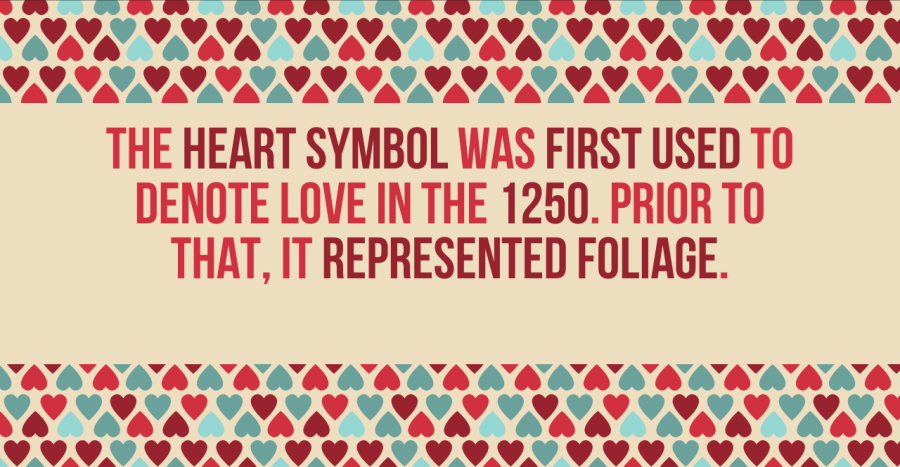 THE HEART SYMBOL WAS FIRST USED TO
DENOTE LOVE IN THE 1250. PRIOR TO
THAT, IT REPRESENTED FOLIAGE.